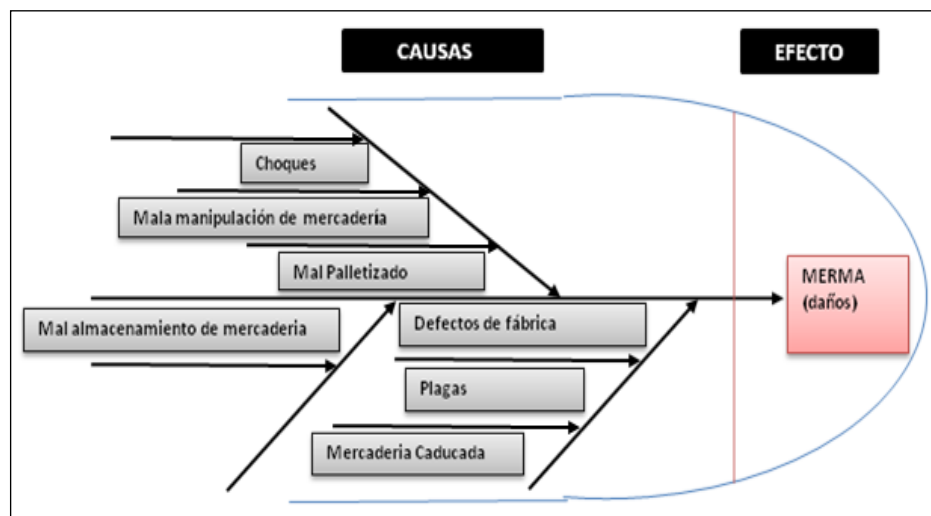 CAUSAS
EFECTO
Choques
Mala manipulación de mercadería
Mal Palletizado
MERMA
(daños)
Mal almacenamiento de mercaderia
Defectos de fábrica
Plagas
Mercaderia Caducada